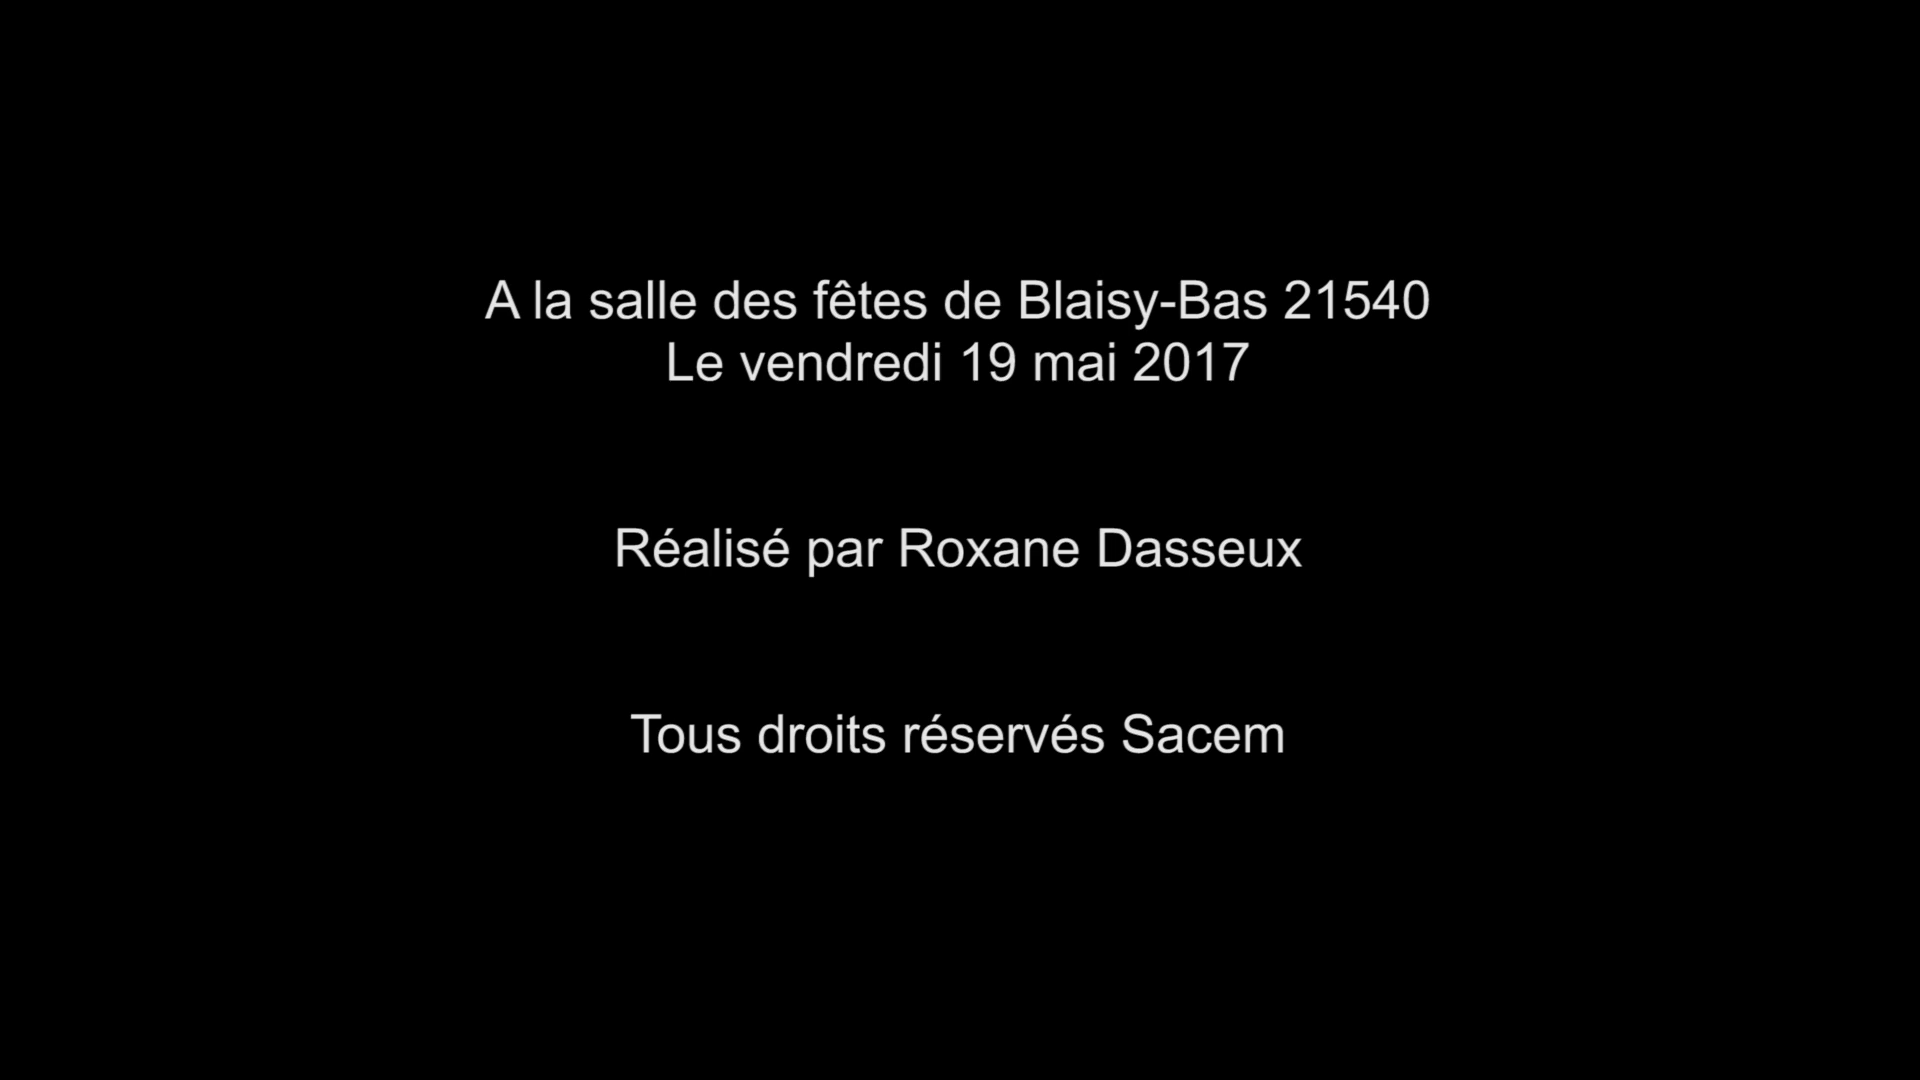 A la salle des fêtes de Blaisy-Bas 21540
Le vendredi 19 mai 2017
Réalisé par Roxane Dasseux
Tous droits réservés Sacem